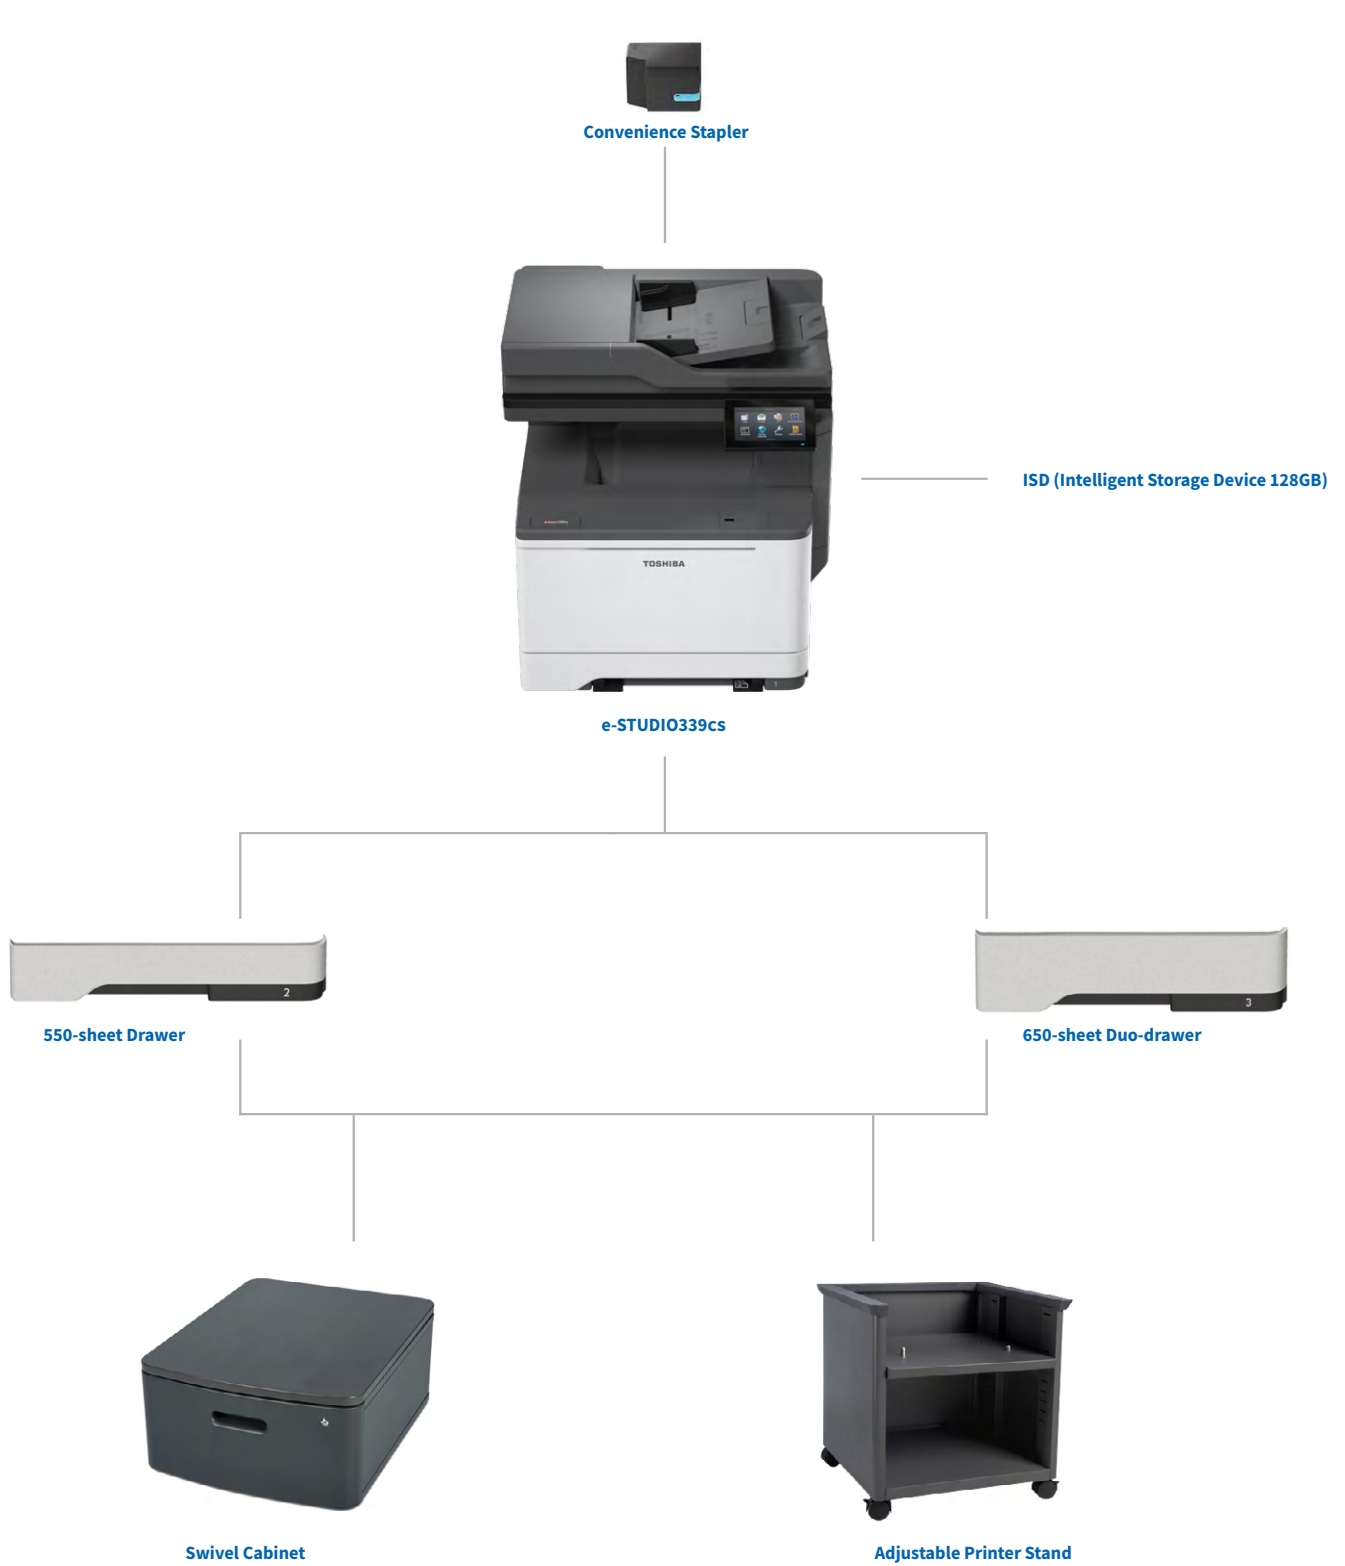 Convenience Stapler
ISD (Intelligent Storage Device 128GB)
TOSHIBA
1
e-STUDIO339cs
2
3
550-sheet Drawer
650-sheet Duo-drawer
Swivel Cabinet
Adjustable Printer Stand